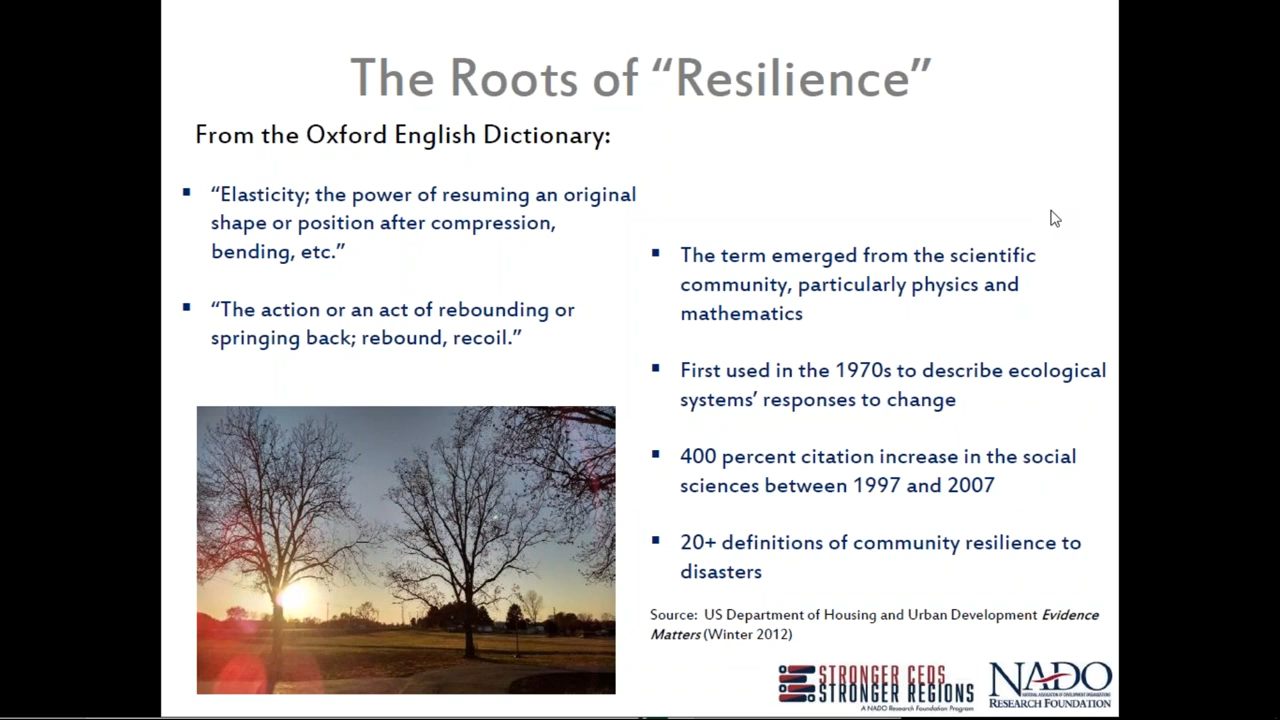 The Roots of “Resilience”
From the Oxford English Dictionary:
▪ “Elasticity; the power of resuming an original
shape or position after compression,
bending, etc.”
▪ “The action or an act of rebounding or
springing back; rebound, recoil.”
▪ The term emerged from the scientific
community, particularly physics and
mathematics
▪ First used in the 1970s to describe ecological
systems’ responses to change
▪ 400 percent citation increase in the social
sciences between 1997 and 2007
▪ 20+ definitions of community resilience to
disasters
Source: US Department of Housing and Urban Development Evidence
Matters (Winter 2012)
STRONGER CEDS
STRONGER REGIONS
A NADO Research Foundation Program
NADO
NATIONAL ASSOCIATION OF DEVELOPMENT ORGANIZATIONS
RESEARCH FOUNDATION